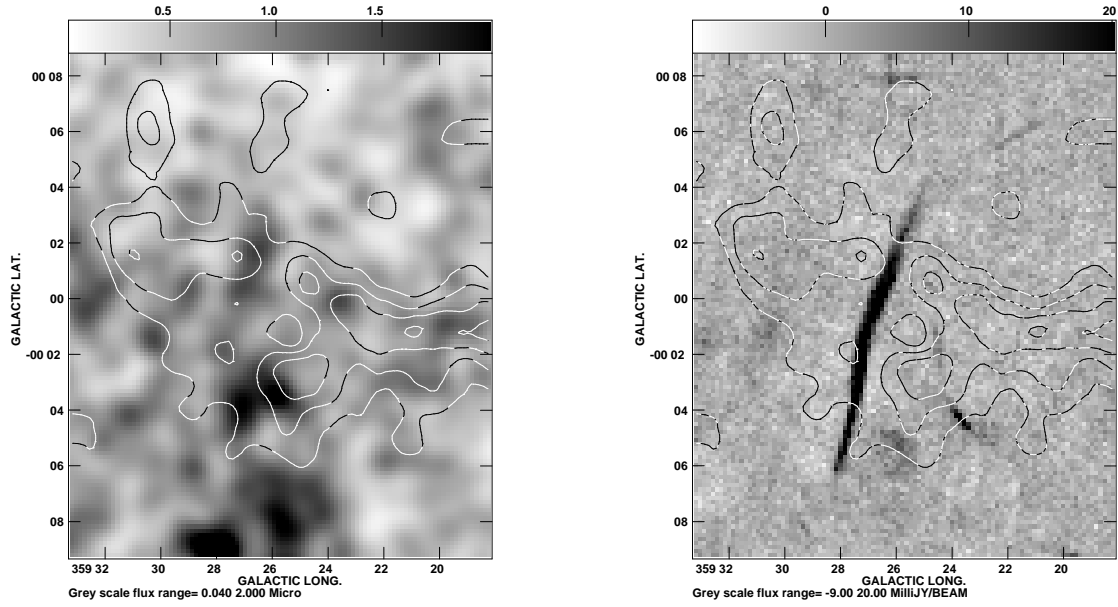 0.5 1.0 1.5
00 08
06
04
02
00
-00 02
04
06
08
GALACTIC LAT.
359 32 30 28 26 24 22 20
GALACTIC LONG.
Grey scale flux range= 0.040 2.000 Micro
0 10 20
00 08
06
04
02
00
-00 02
04
06
08
GALACTIC LAT.
359 32 30 28 26 24 22 20
GALACTIC LONG.
Grey scale flux range= -9.00 20.00 MilliJY/BEAM